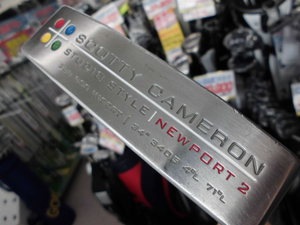 SCOTTY CAMERON
STUDIO STYLE | NEWPORT 2
34" 340G 4°L 71°L